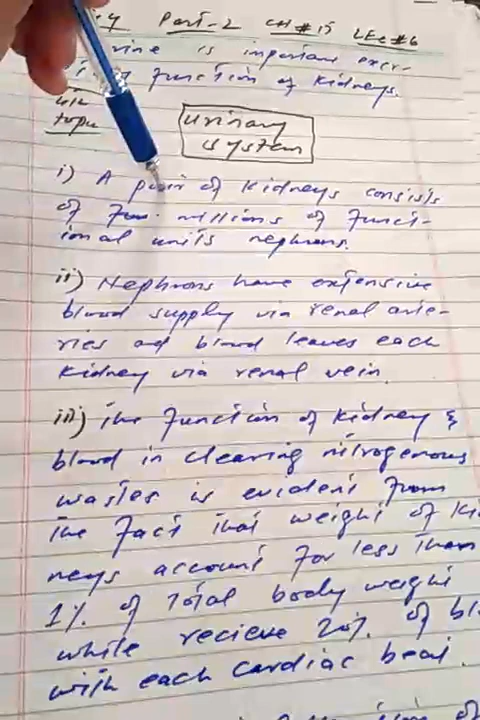 Part-2 CH #15 LEC #6
is important excr-
function of kidneys.
topic
Urinary
system
i) A pair of kidneys consists
of millions of funct-
ional units nephrons.
ii) Nephrons have extensive
blood supply via renal arte-
ries and blood leaves each
kidney via renal vein.
iii) The function of kidney &
blood in clearing nitrogenous
wastes is evident from
the fact that weight of Ki
neys account for less than
1% of Total body weight
while recieve 20% of bl
with each cardiac beat.